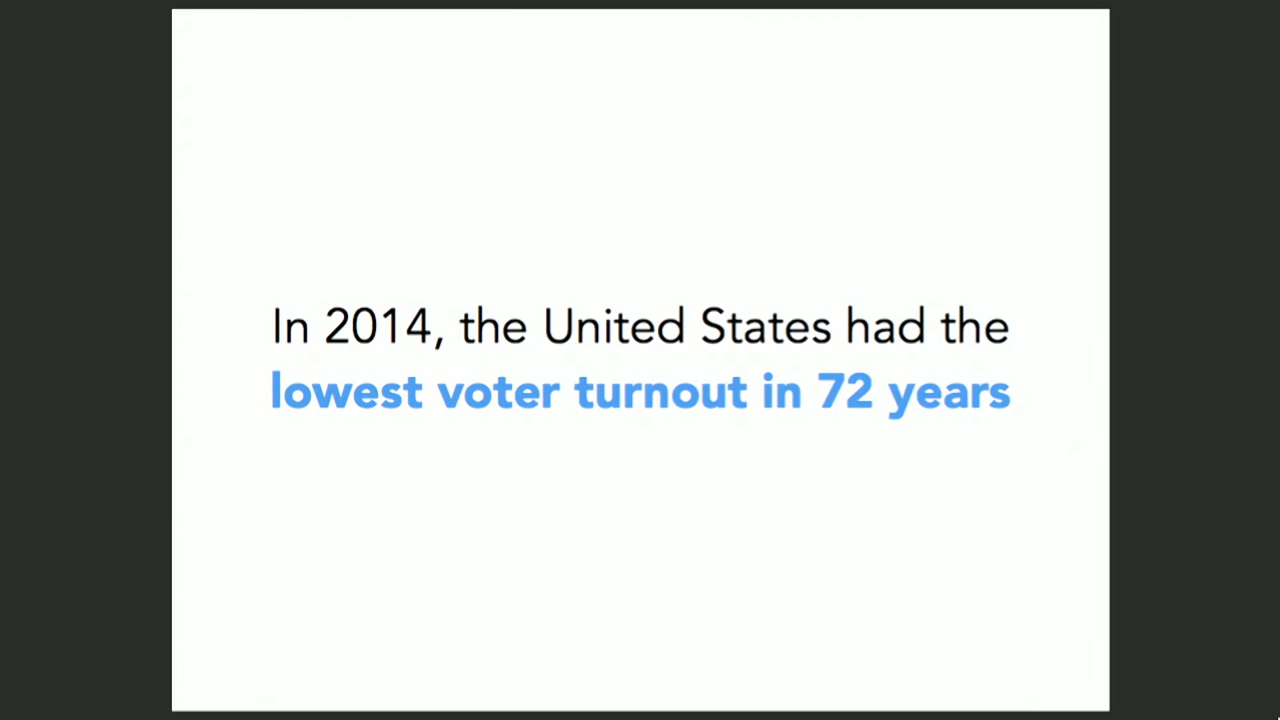 In 2014, the United States had the
lowest voter turnout in 72 years